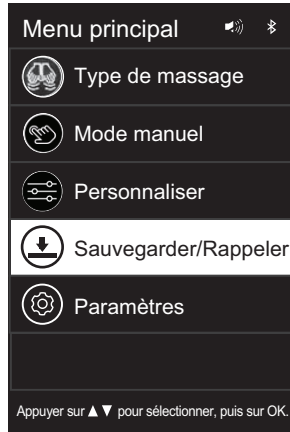 Menu principal
Type de massage
Mode manuel
Personnaliser
Sauvegarder/Rappeler
Paramètres
Appuyer sur ▲▼ pour sélectionner, puis sur OK.